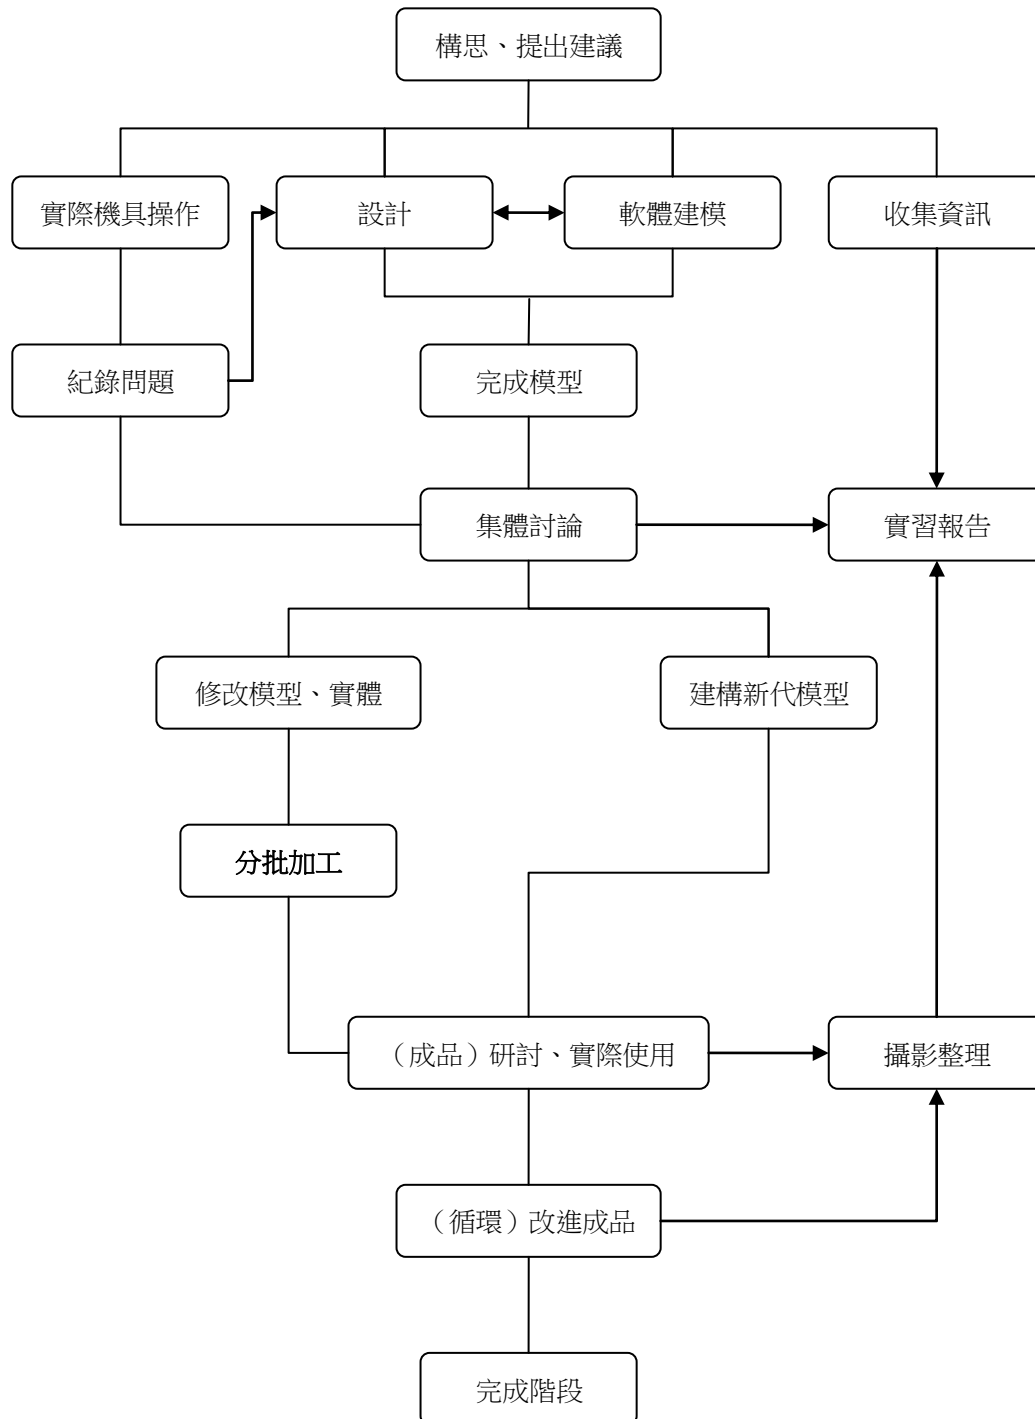 構思、提出建議
實際機具操作
設計
軟體建模
收集資訊
紀錄問題
完成模型
集體討論
實習報告
修改模型、實體
建構新代模型
分批加工
（成品）研討、實際使用
攝影整理
（循環）改進成品
完成階段